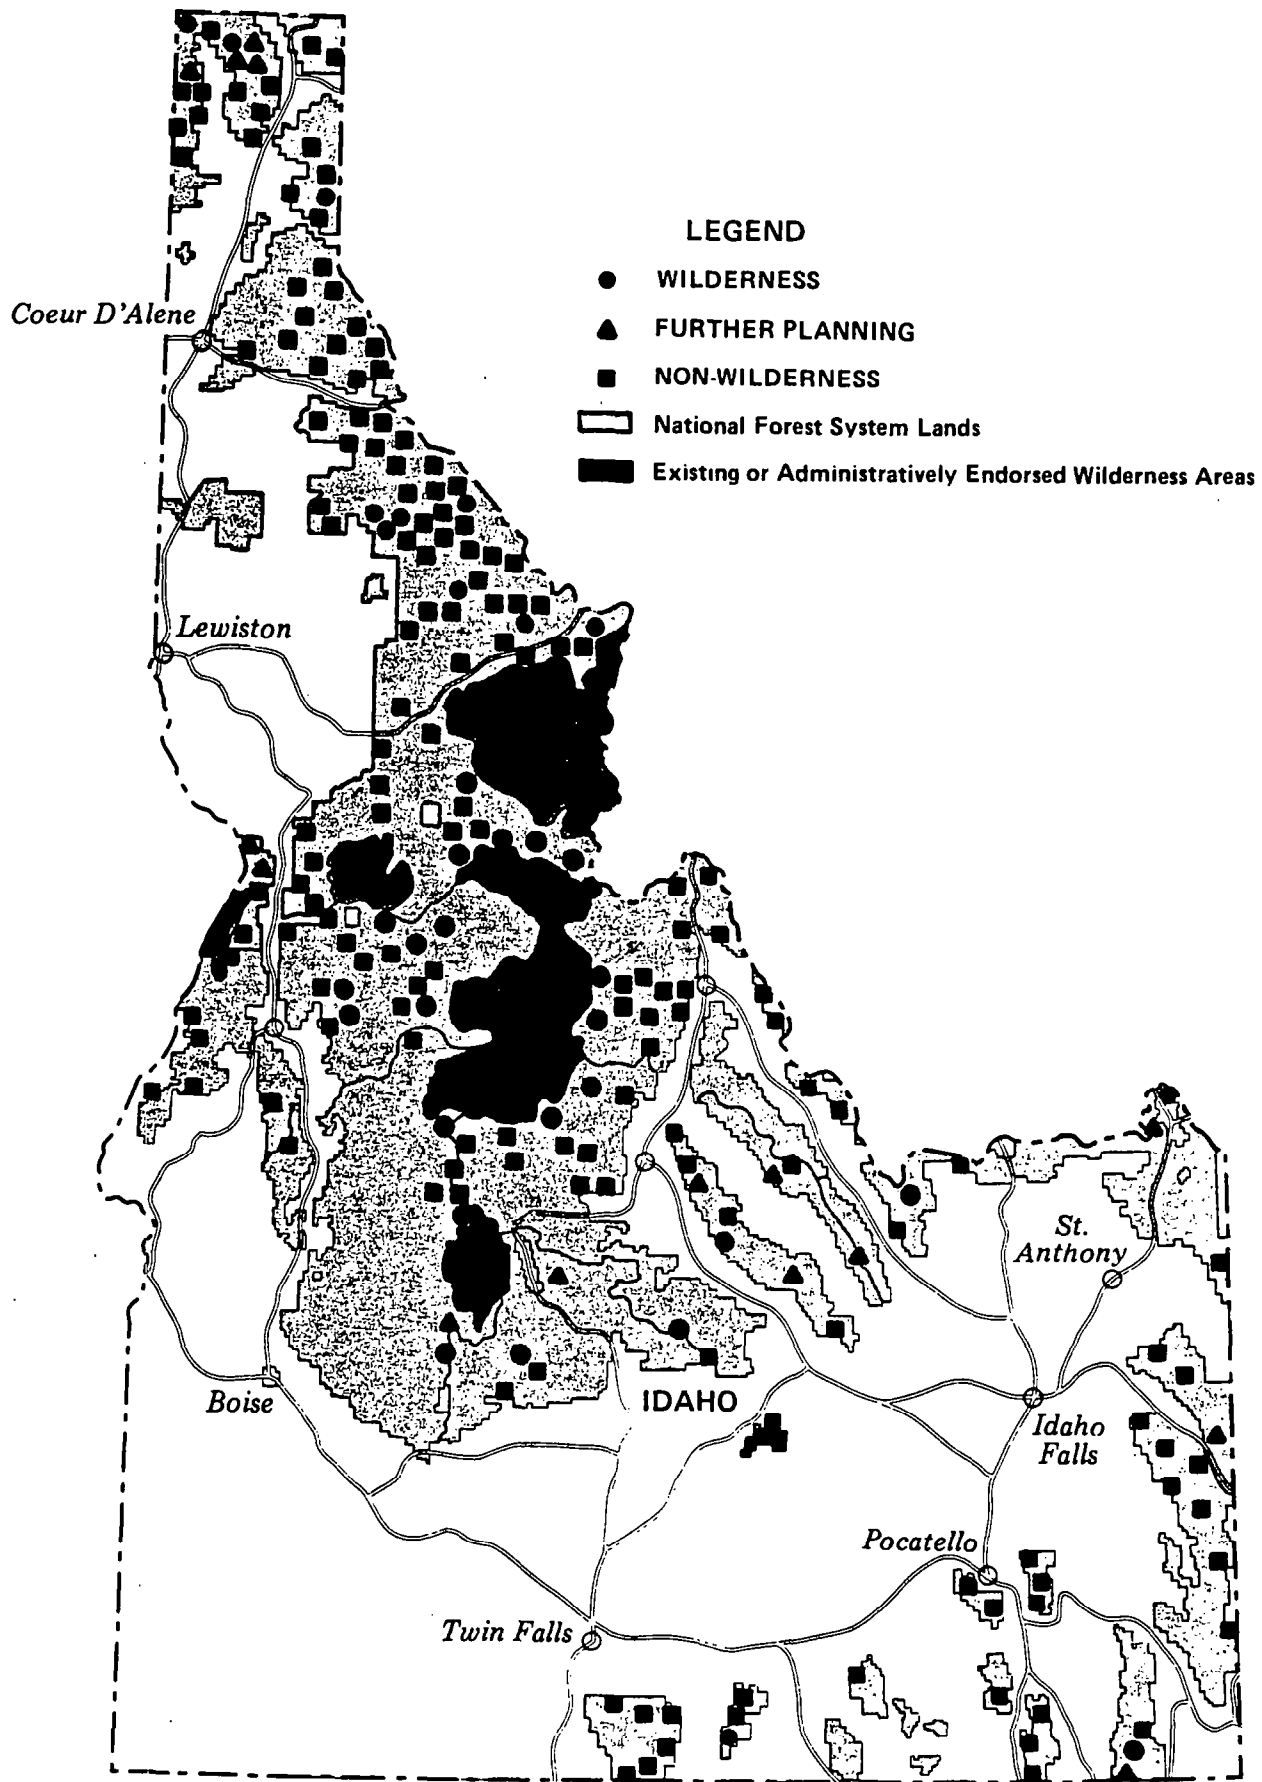 LEGEND
WILDERNESS
FURTHER PLANNING
NON-WILDERNESS
National Forest System Lands
Existing or Administratively Endorsed Wilderness Areas
Coeur D'Alene
Lewiston
St.
Anthony
Boise
IDAHO
Idaho
Falls
Pocatello
Twin Falls